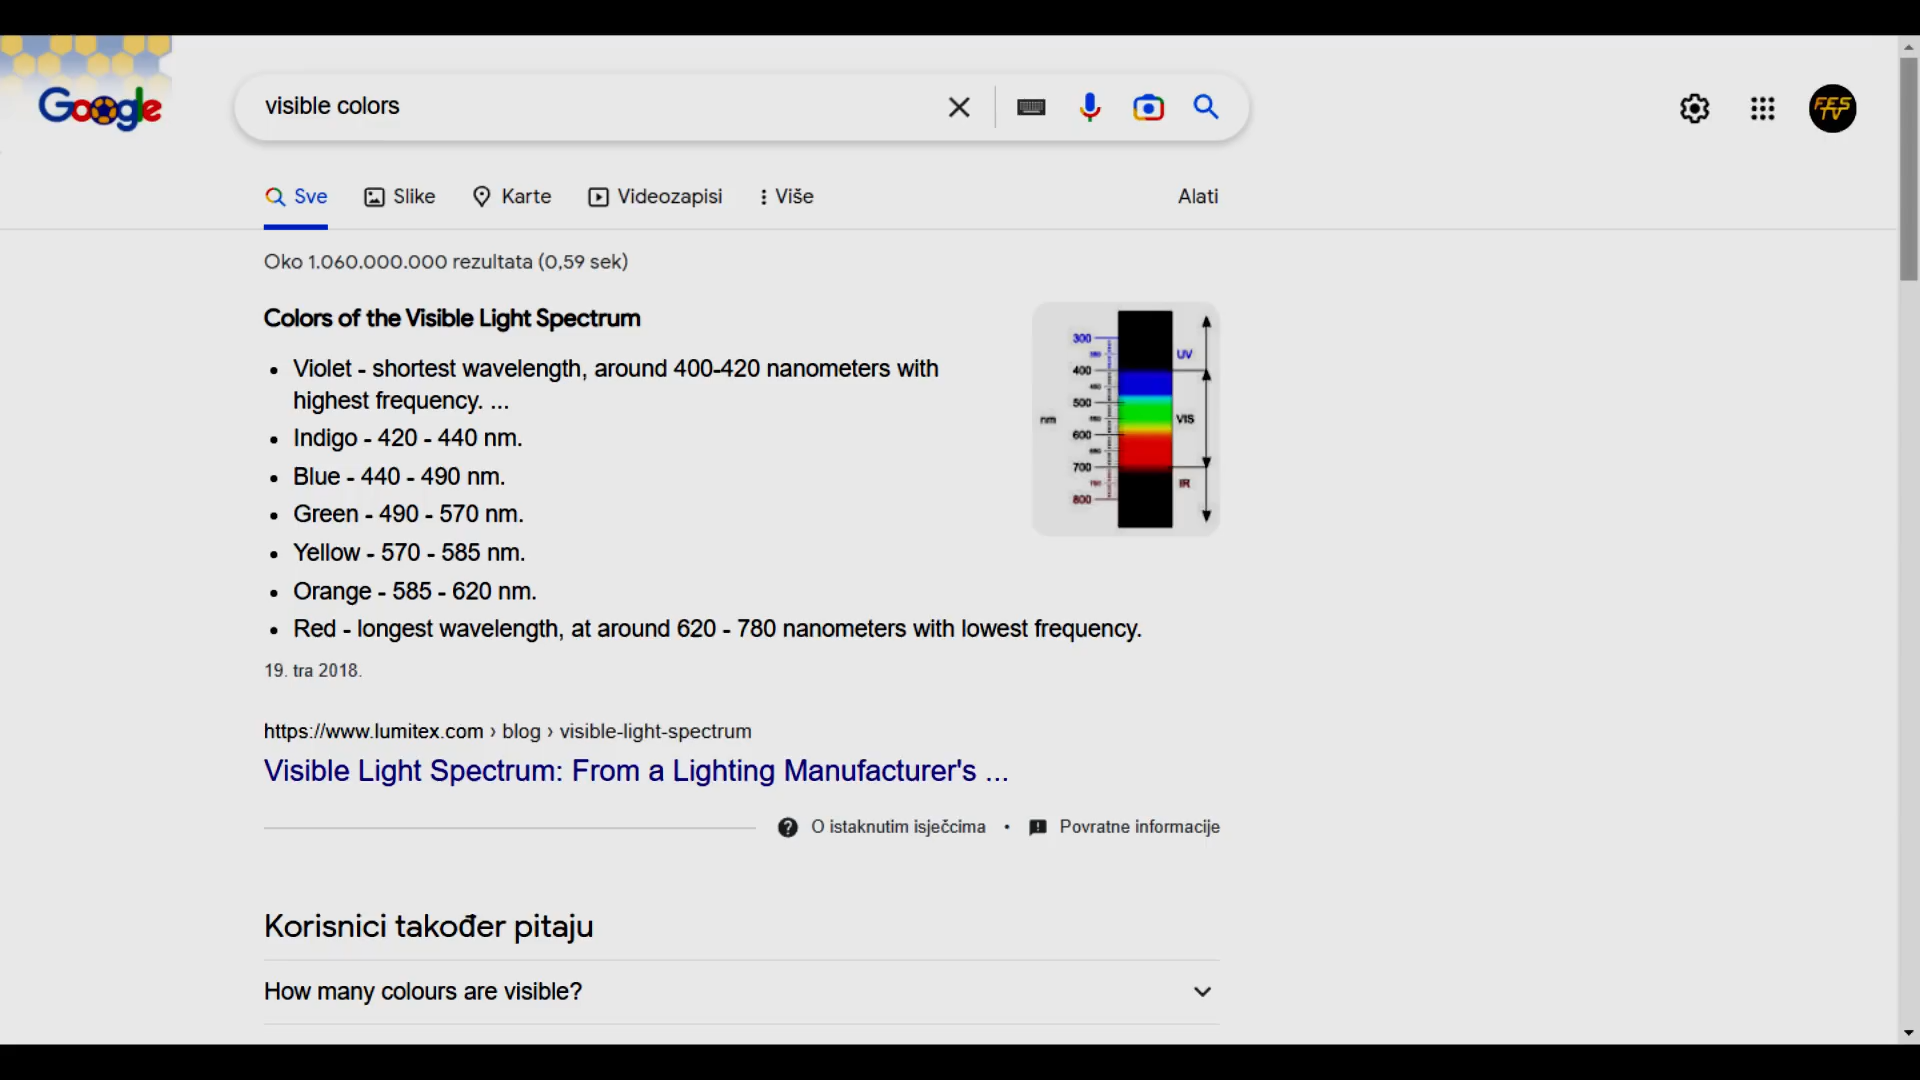 Google
visible colors
FES
TV
Sve
Slike
Karte
Videozapisi
Više
Alati
Oko 1.060.000.000 rezultata (0,59 sek)
Colors of the Visible Light Spectrum
• Violet - shortest wavelength, around 400-420 nanometers with
highest frequency. ...
• Indigo - 420 - 440 nm.
• Blue - 440 - 490 nm.
• Green - 490 - 570 nm.
• Yellow - 570 - 585 nm.
• Orange - 585 - 620 nm.
• Red - longest wavelength, at around 620 - 780 nanometers with lowest frequency.
19. tra 2018.
300
UV
400
500
nm
VIS
600
700
IR
800
https://www.lumitex.com › blog › visible-light-spectrum
Visible Light Spectrum: From a Lighting Manufacturer's ...
O istaknutim isječcima • Povratne informacije
Korisnici također pitaju
How many colours are visible?